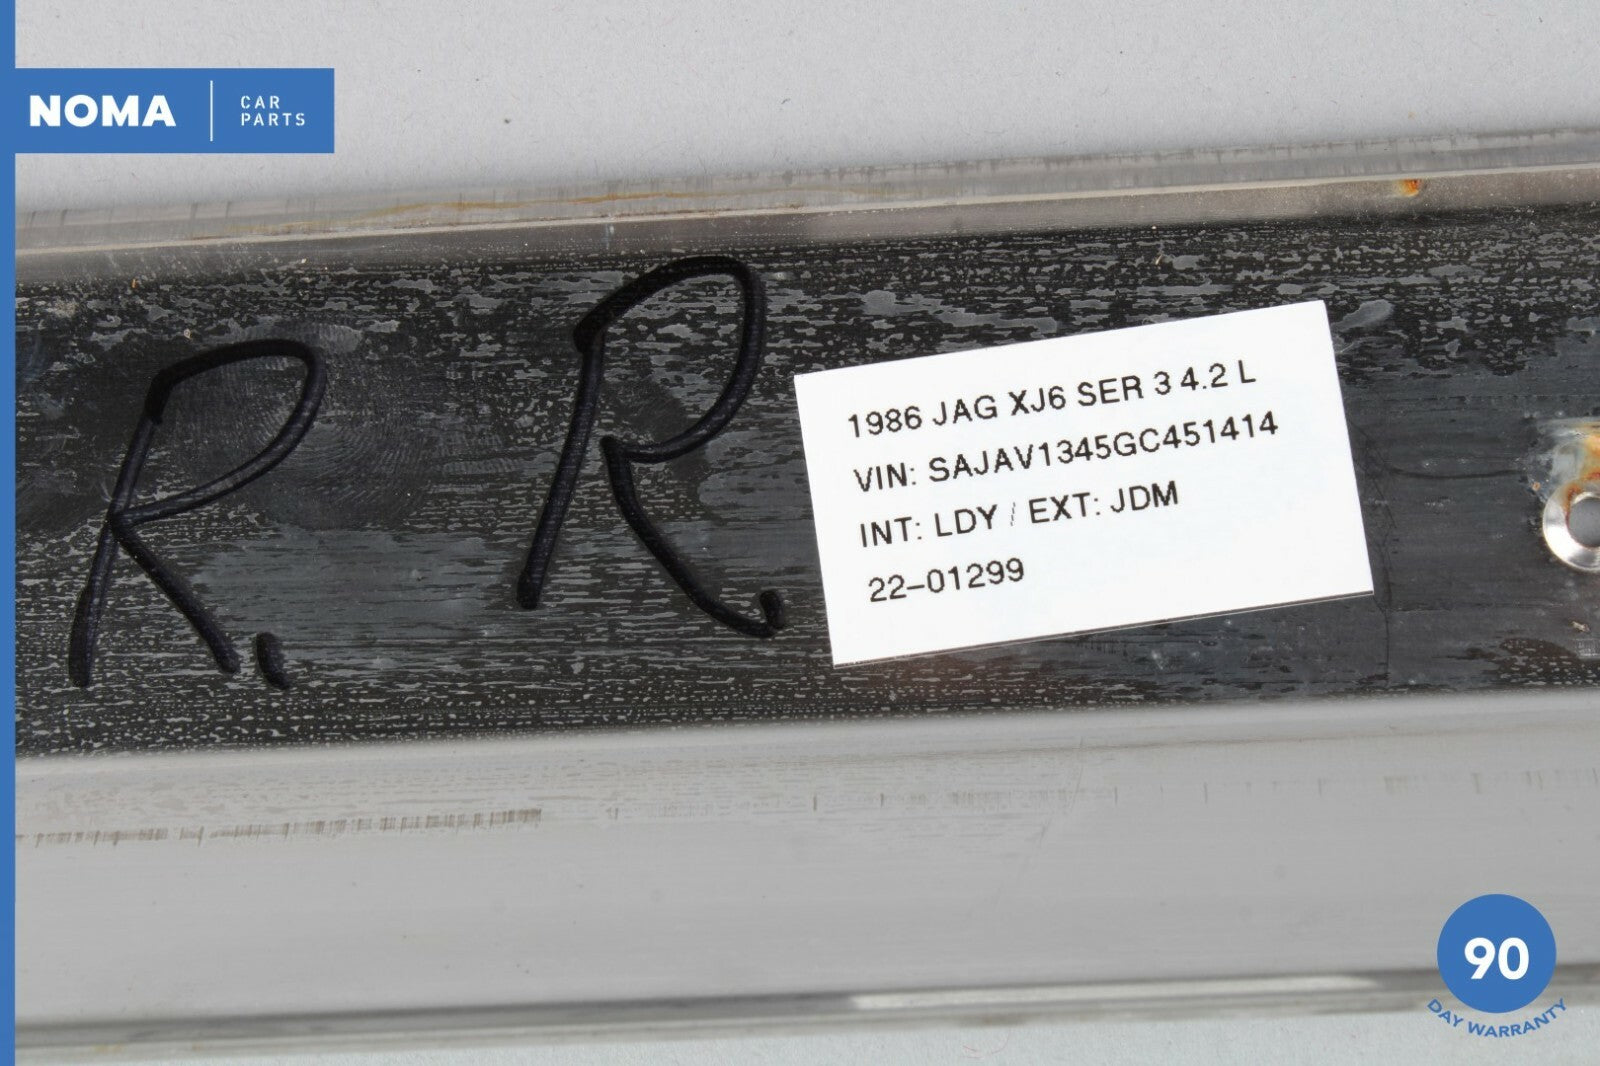 NOMA
CAR
PARTS
R. R.
1986 JAG XJ6 SER 3 4.2 L
VIN: SAJAV1345GC451414
INT: LDY / EXT: JDM
22-01299
90
DAY WARRANTY